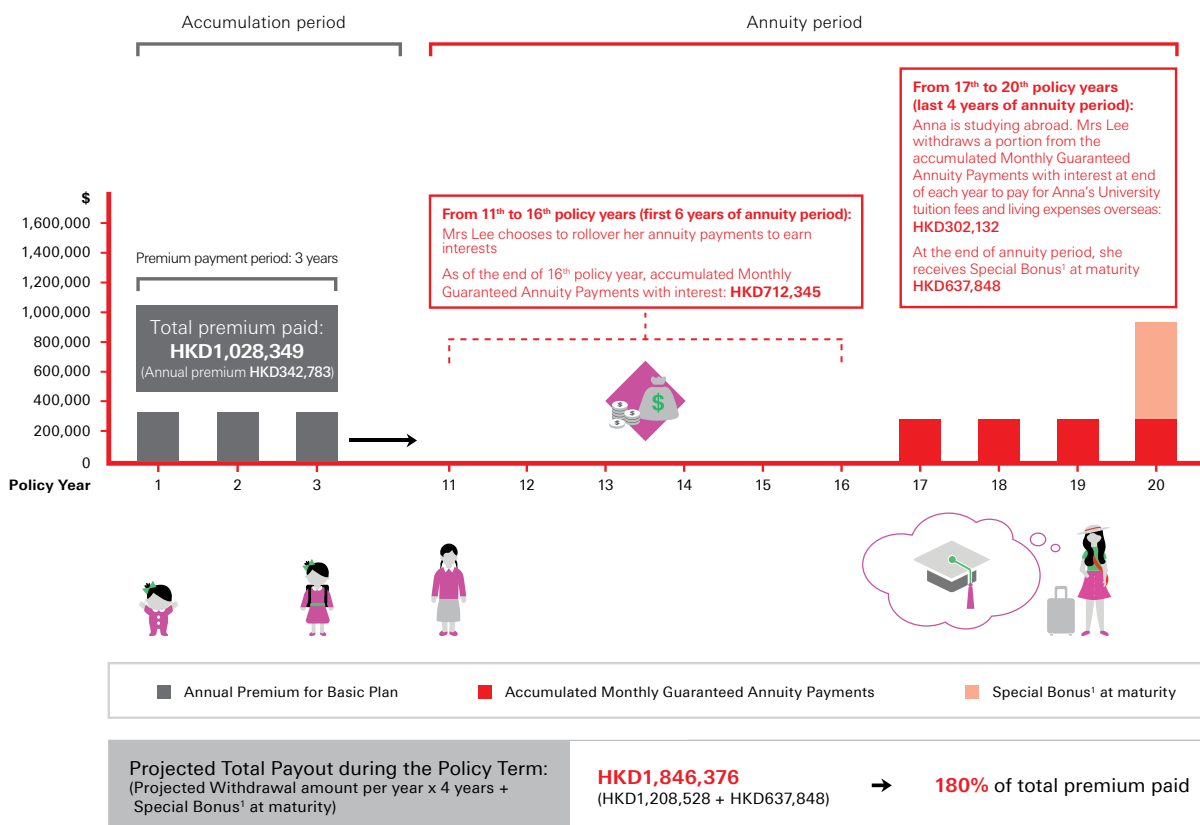 Accumulation period
Annuity period
From 17th to 20th policy years
(last 4 years of annuity period):
Anna is studying abroad. Mrs Lee
withdraws a portion from the
accumulated Monthly Guaranteed
Annuity Payments with interest at end
of each year to pay for Anna's University
tuition fees and living expenses overseas:
HKD302,132
At the end of annuity period, she
receives Special Bonus¹ at maturity
HKD637,848
From 11th to 16th policy years (first 6 years of annuity period):
Mrs Lee chooses to rollover her annuity payments to earn
interests
As of the end of 16th policy year, accumulated Monthly
Guaranteed Annuity Payments with interest: HKD712,345
$
1,600,000
1,400,000
1,200,000
1,000,000
800,000
600,000
400,000
200,000
0
Premium payment period: 3 years
Total premium paid:
HKD1,028,349
(Annual premium HKD342,783)
$
$
$
$
Policy Year 1 2 3 11 12 13 14 15 16 17 18 19 20
Annual Premium for Basic Plan
Accumulated Monthly Guaranteed Annuity Payments
Special Bonus¹ at maturity
Projected Total Payout during the Policy Term:
(Projected Withdrawal amount per year x 4 years +
Special Bonus¹ at maturity)
HKD1,846,376
(HKD1,208,528 + HKD637,848)
180% of total premium paid